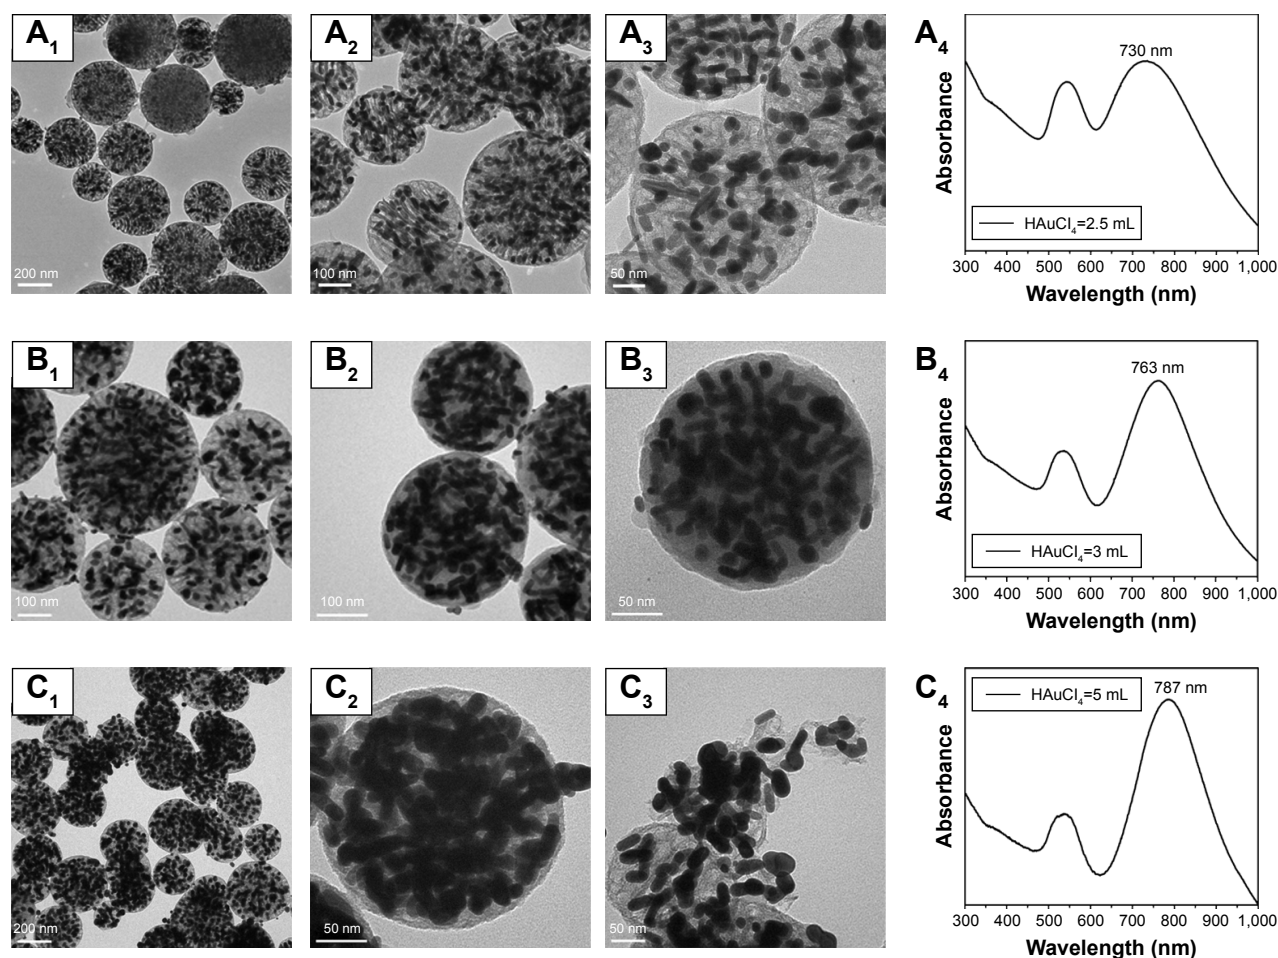 A1
200 nm
A2
100 nm
A3
50 nm
A4
Absorbance
730 nm
HAuCl4=2.5 mL
300 400 500 600 700 800 900 1,000
Wavelength (nm)
B1
100 nm
B2
100 nm
B3
50 nm
B4
Absorbance
763 nm
HAuCl4=3 mL
300 400 500 600 700 800 900 1,000
Wavelength (nm)
C1
200 nm
C2
50 nm
C3
50 nm
C4
Absorbance
HAuCl4=5 mL
787 nm
300 400 500 600 700 800 900 1,000
Wavelength (nm)